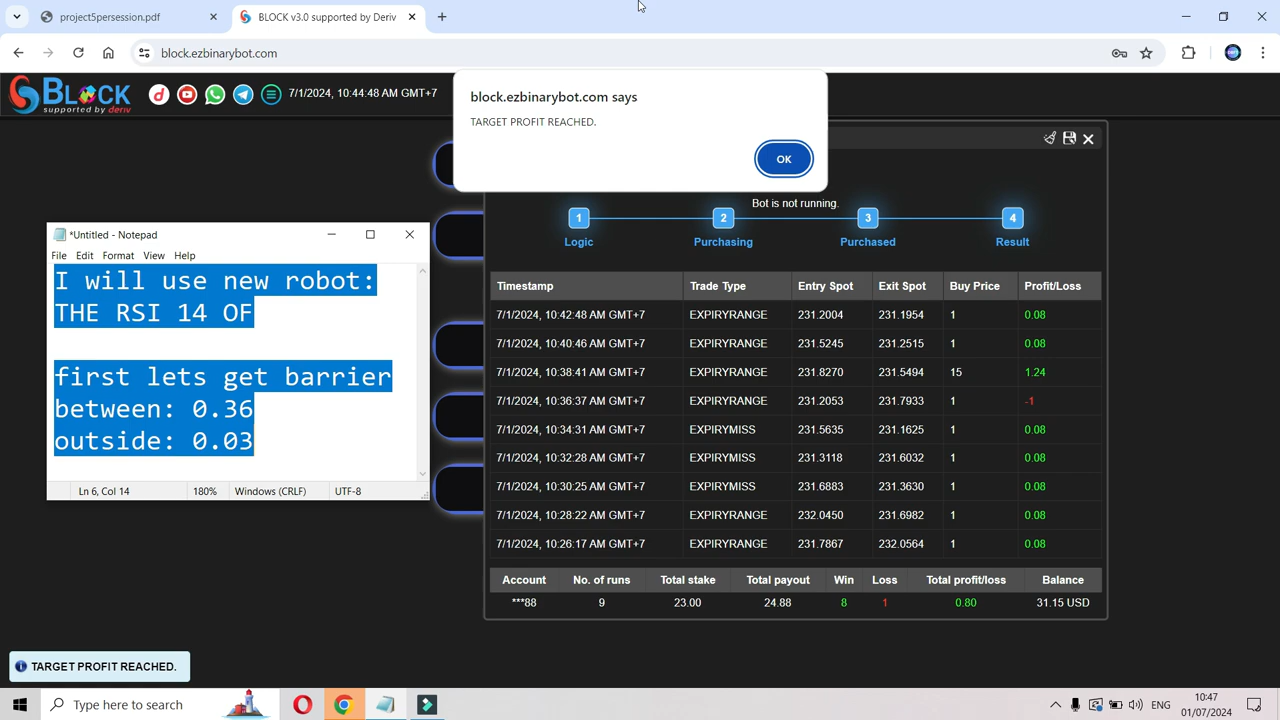 project5persession.pdf
BLOCK v3.0 supported by Deriv
block.ezbinarybot.com
BLOCK
supported by deriv
7/1/2024, 10:44:48 AM GMT+7
block.ezbinarybot.com says
TARGET PROFIT REACHED.
OK
Bot is not running.
1 2 3 4
Logic Purchasing Purchased Result
*Untitled - Notepad
File Edit Format View Help
I will use new robot:
THE RSI 14 OF
first lets get barrier
between: 0.36
outside: 0.03
Ln 6, Col 14 180% Windows (CRLF) UTF-8
Timestamp Trade Type Entry Spot Exit Spot Buy Price Profit/Loss
7/1/2024, 10:42:48 AM GMT+7 EXPIRYRANGE 231.2004 231.1954 1 0.08
7/1/2024, 10:40:46 AM GMT+7 EXPIRYRANGE 231.5245 231.2515 1 0.08
7/1/2024, 10:38:41 AM GMT+7 EXPIRYRANGE 231.8270 231.5494 15 1.24
7/1/2024, 10:36:37 AM GMT+7 EXPIRYRANGE 231.2053 231.7933 1 -1
7/1/2024, 10:34:31 AM GMT+7 EXPIRYMISS 231.5635 231.1625 1 0.08
7/1/2024, 10:32:28 AM GMT+7 EXPIRYMISS 231.3118 231.6032 1 0.08
7/1/2024, 10:30:25 AM GMT+7 EXPIRYMISS 231.6883 231.3630 1 0.08
7/1/2024, 10:28:22 AM GMT+7 EXPIRYRANGE 232.0450 231.6982 1 0.08
7/1/2024, 10:26:17 AM GMT+7 EXPIRYRANGE 231.7867 232.0564 1 0.08
Account No. of runs Total stake Total payout Win Loss Total profit/loss Balance
***88 9 23.00 24.88 8 1 0.80 31.15 USD
TARGET PROFIT REACHED.
Type here to search
ENG
10:47
01/07/2024